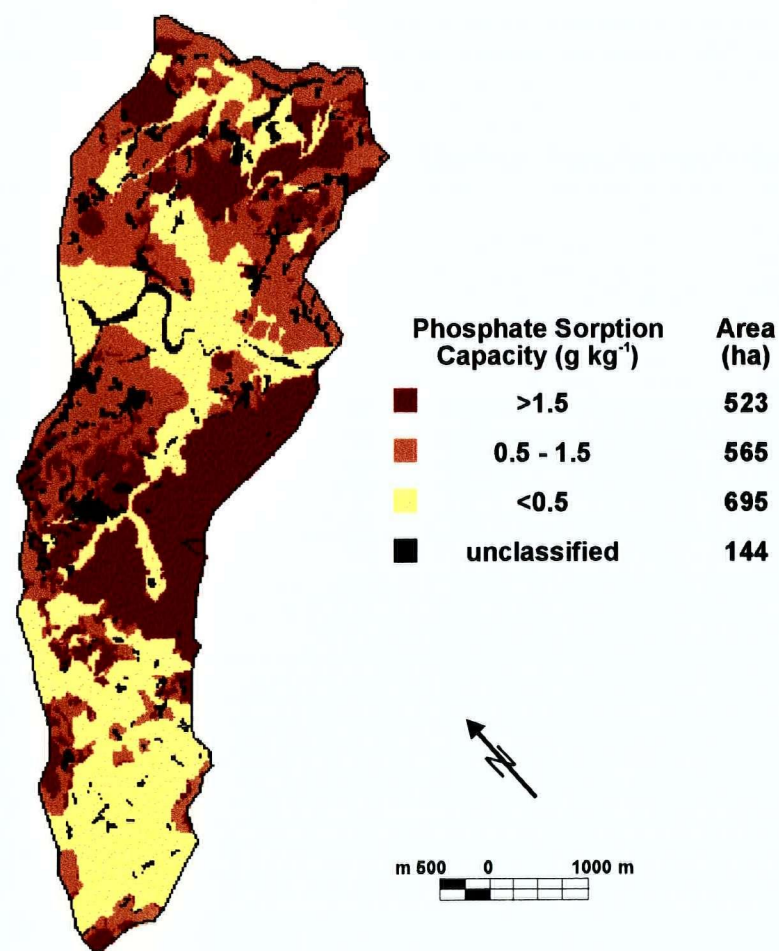 Phosphate Sorption Area
Capacity (g kg⁻¹) (ha)
>1.5 523
0.5 - 1.5 565
<0.5 695
unclassified 144
N
m 500 0 1000 m